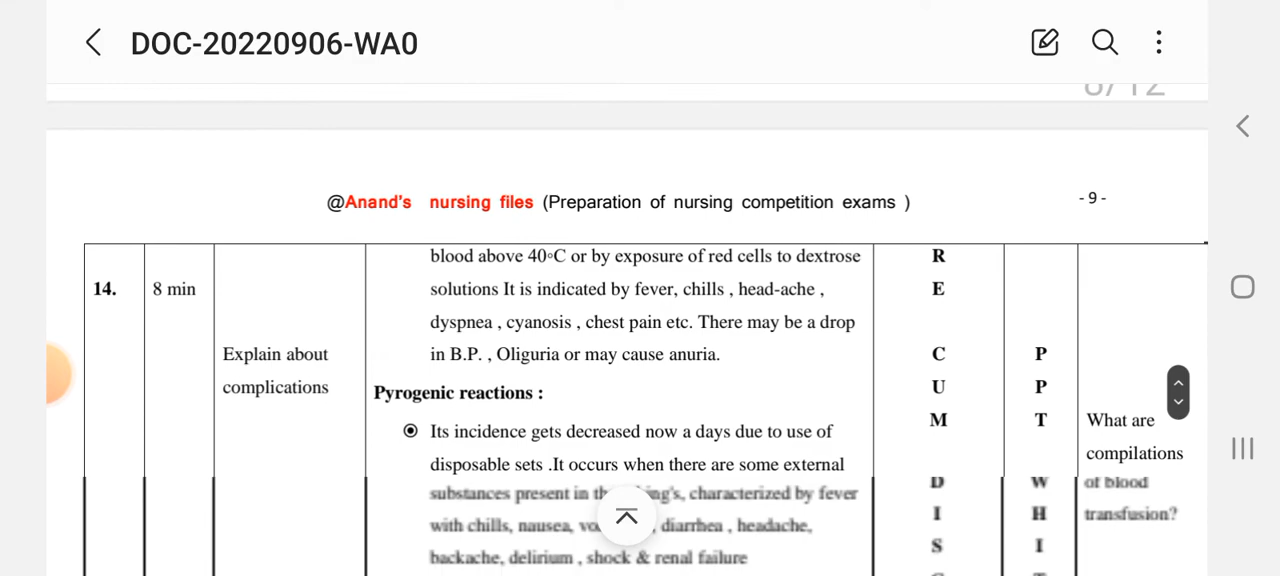 DOC-20220906-WA0
@Anand's nursing files (Preparation of nursing competition exams )
- 9 -
14.
8 min
Explain about
complications
blood above 40◦C or by exposure of red cells to dextrose
solutions It is indicated by fever, chills , head-ache ,
dyspnea , cyanosis , chest pain etc. There may be a drop
in B.P. , Oliguria or may cause anuria.
Pyrogenic reactions :
Its incidence gets decreased now a days due to use of
disposable sets .It occurs when there are some external
substances present in characterized by fever
with chills, nausea, diarrhea , headache,
backache, delirium , shock & renal failure
R
E
C
U
M
D
I
S
P
P
T
W
H
I
What are
compilations
of blood
transfusion?